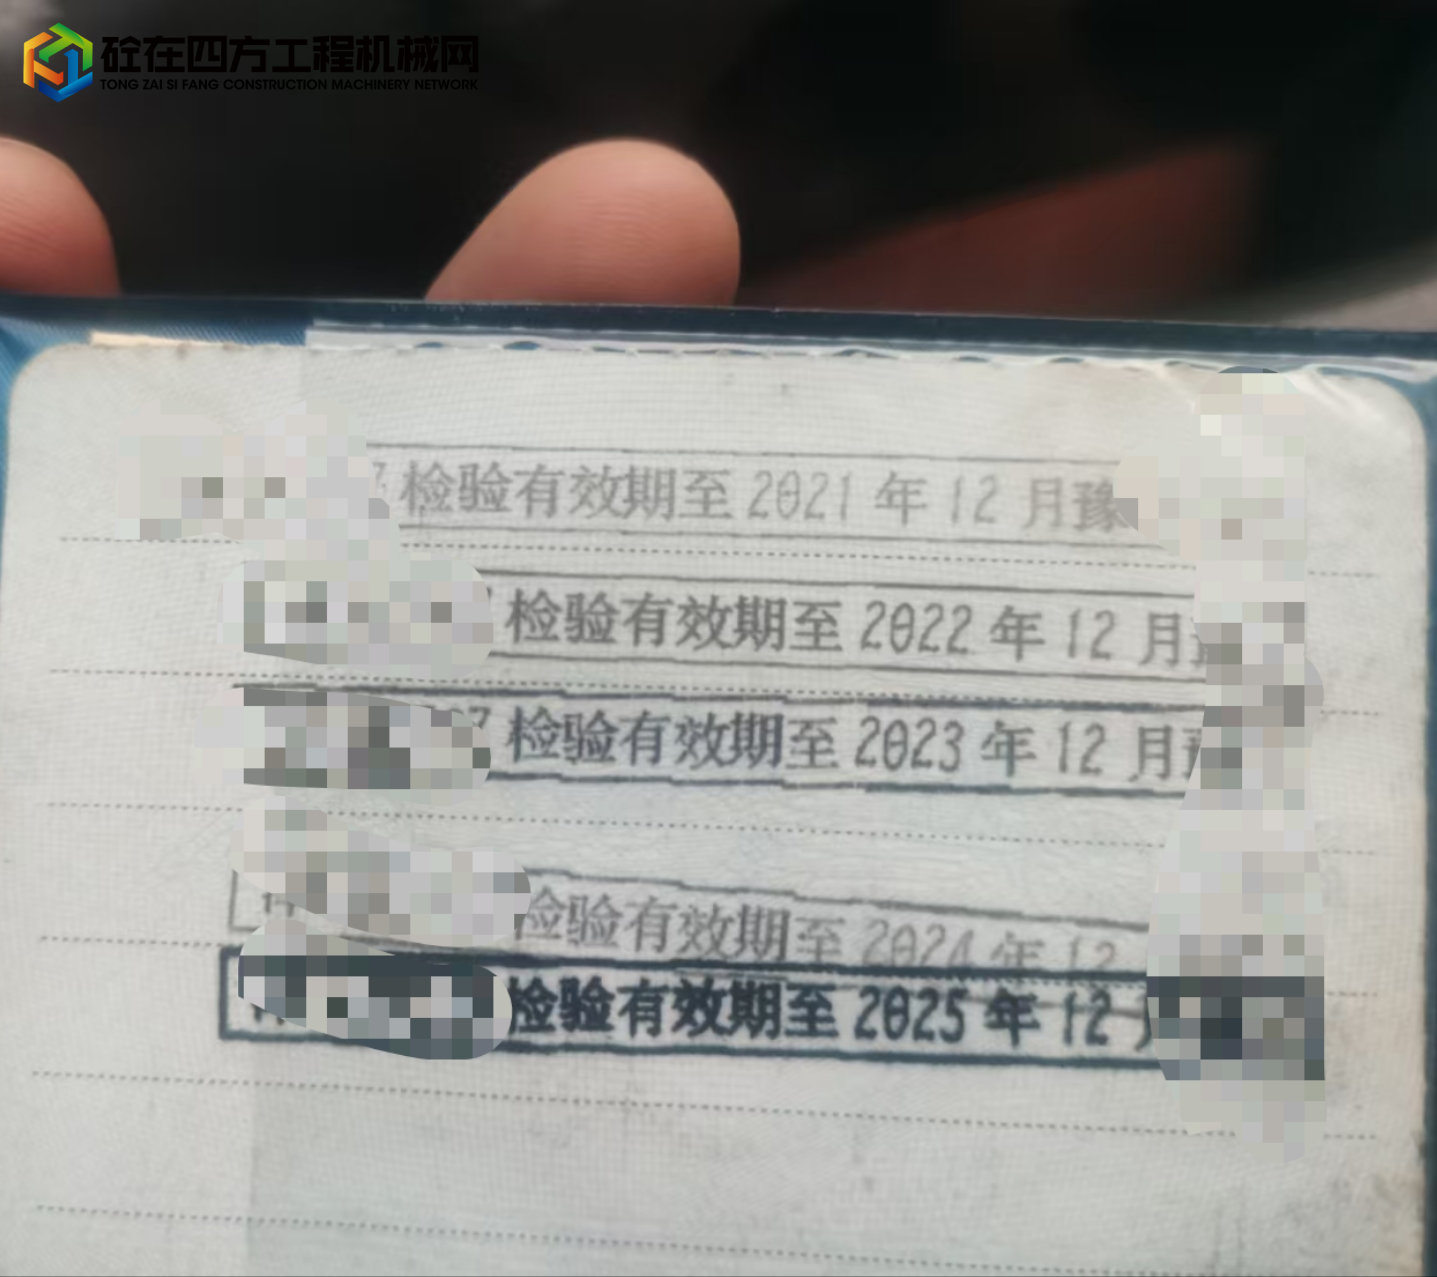 砼在四方工程机械网
TONG ZAI SI FANG CONSTRUCTION MACHINERY NETWORK
检验有效期至 2021 年 12 月豫
检验有效期至 2022 年 12 月
7 检验有效期至 2023 年 12 月
检验有效期至 2024 年 12
检验有效期至 2025 年 12